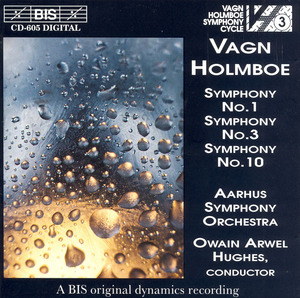 BIS
CD-605 DIGITAL
VAGN
HOLMBOE
SYMPHONY
CYCLE
3
VAGN
HOLMBOE
SYMPHONY
NO.1
SYMPHONY
NO.3
SYMPHONY
NO.10
AARHUS
SYMPHONY
ORCHESTRA
OWAIN ARWEL
HUGHES,
CONDUCTOR
A BIS original dynamics recording